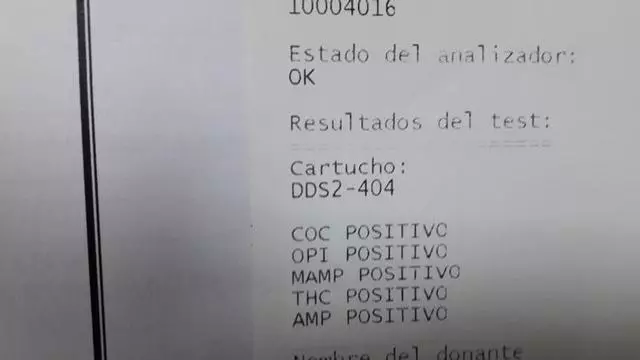 10004016
Estado del analizador:
OK
Resultados del test:
Cartucho:
DDS2-404
COC POSITIVO
OPI POSITIVO
MAMP POSITIVO
THC POSITIVO
AMP POSITIVO
Nombre del donante